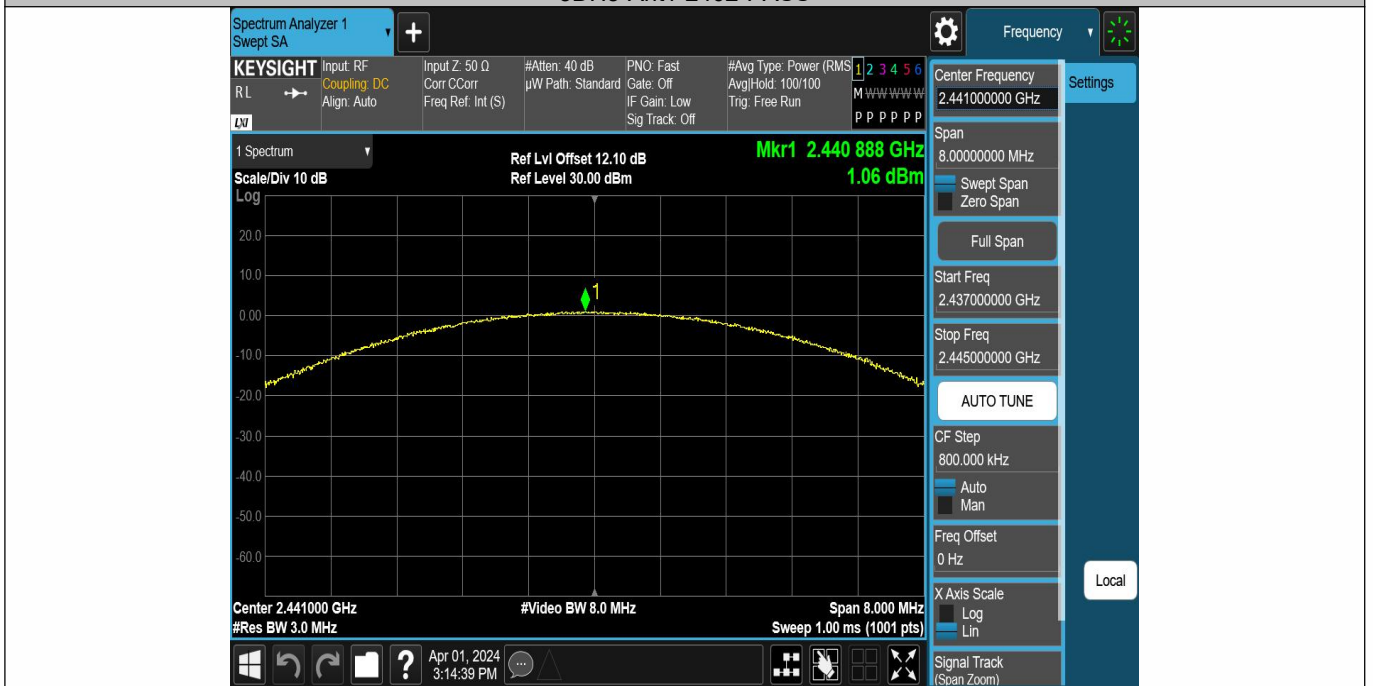 Spectrum Analyzer 1
Swept SA
Frequency
KEYSIGHT
RL
LXI
Input: RF
Coupling: DC
Align: Auto
Input Z: 50 Ω
Corr CCorr
Freq Ref: Int (S)
#Atten: 40 dB
µW Path: Standard
PNO: Fast
Gate: Off
IF Gain: Low
Sig Track: Off
#Avg Type: Power (RMS
Avg|Hold: 100/100
Trig: Free Run
1 2 3 4 5 6
M W W W W W
P P P P P P
1 Spectrum
Scale/Div 10 dB
Log
Ref Lvl Offset 12.10 dB
Ref Level 30.00 dBm
Mkr1 2.440 888 GHz
1.06 dBm
20.0
10.0
1
0.00
-10.0
-20.0
-30.0
-40.0
-50.0
-60.0
Center 2.441000 GHz
#Res BW 3.0 MHz
#Video BW 8.0 MHz
Span 8.000 MHz
Sweep 1.00 ms (1001 pts)
Apr 01, 2024
3:14:39 PM
Center Frequency
2.441000000 GHz
Settings
Span
8.00000000 MHz
Swept Span
Zero Span
Full Span
Start Freq
2.437000000 GHz
Stop Freq
2.445000000 GHz
AUTO TUNE
CF Step
800.000 kHz
Auto
Man
Freq Offset
0 Hz
Local
X Axis Scale
Log
Lin
Signal Track
(Span Zoom)